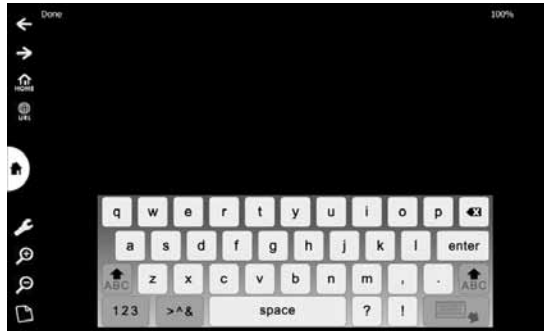 Done 100%
HOME
URL
q w e r t y u i o p
a s d f g h j k l enter
ABC z x c v b n m , . ABC
123 >^& space ? !